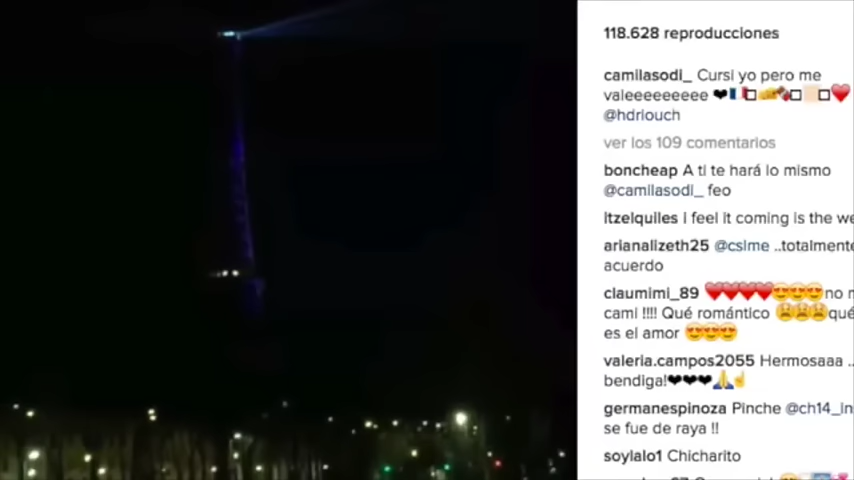 118.628 reproducciones
camilasodi_ Cursi yo pero me
valeeeeeeeee ❤🇫🇷 🧀🍫 ❤️
@hdriouch
ver los 109 comentarios
boncheap A ti te hará lo mismo
@camilasodi_ feo
itzelquiles I feel it coming is the we
arianalizeth25 @cslme ..totalmente
acuerdo
claumimi_89 ❤️❤️❤️❤️😍😍😍 no
cami !!!! Qué romántico 😫😫😫 qué
es el amor 😍😍😍
valeria.campos2055 Hermosaaa ..
bendiga!❤❤❤🙏☝
germanespinoza Pinche @ch14_
se fue de raya !!
soylalo1 Chicharito